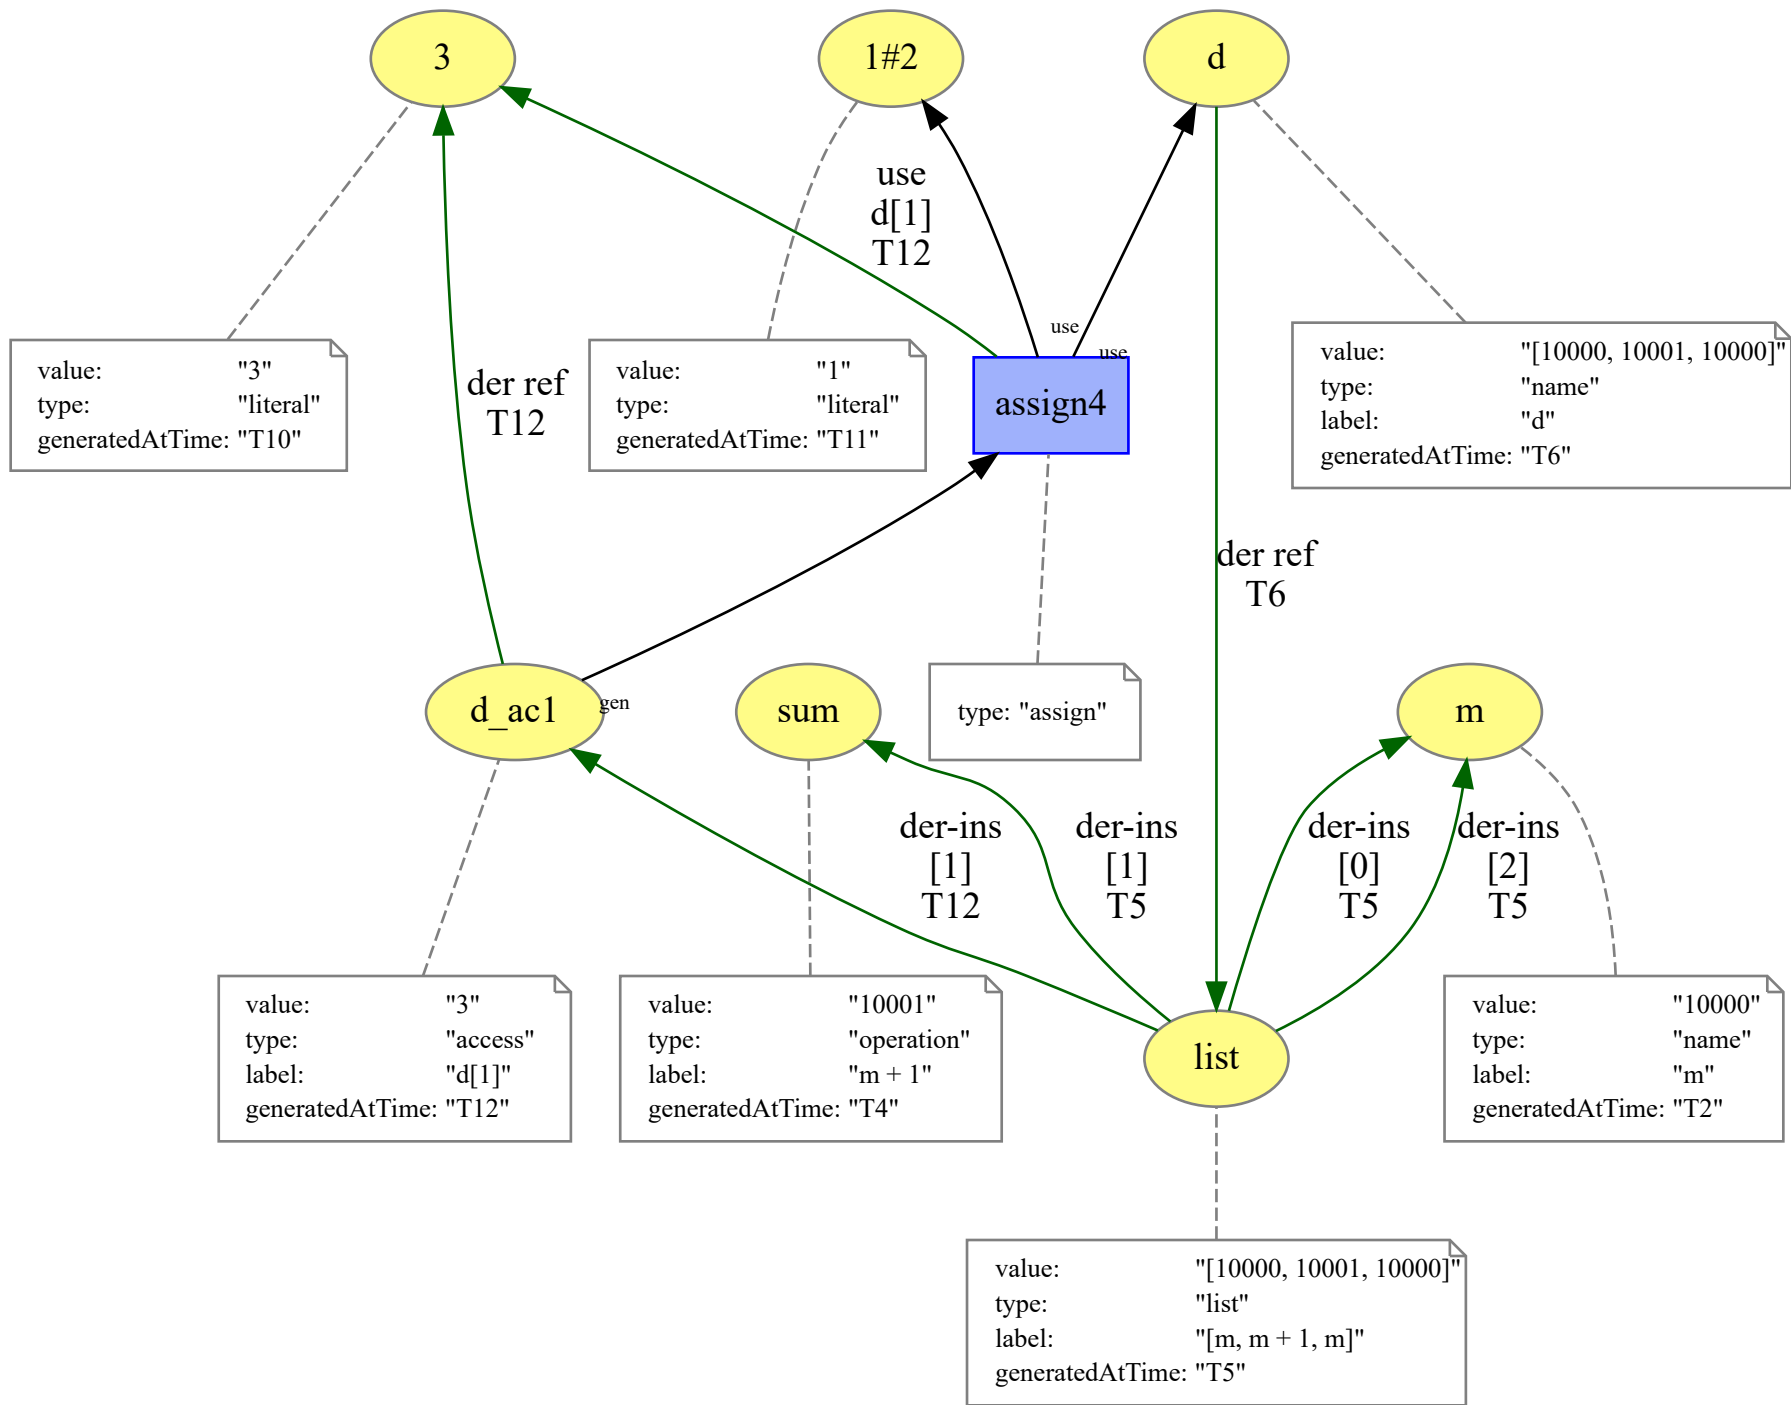 3
1#2
d
use
d[1]
T12
use
use
value: "3"
type: "literal"
generatedAtTime: "T10"
der ref
T12
value: "1"
type: "literal"
generatedAtTime: "T11"
assign4
value: "[10000, 10001, 10000]"
type: "name"
label: "d"
generatedAtTime: "T6"
der ref
T6
d_ac1
gen
sum
type: "assign"
m
der-ins
[1]
T12
der-ins
[1]
T5
der-ins
[0]
T5
der-ins
[2]
T5
value: "3"
type: "access"
label: "d[1]"
generatedAtTime: "T12"
value: "10001"
type: "operation"
label: "m + 1"
generatedAtTime: "T4"
list
value: "10000"
type: "name"
label: "m"
generatedAtTime: "T2"
value: "[10000, 10001, 10000]"
type: "list"
label: "[m, m + 1, m]"
generatedAtTime: "T5"